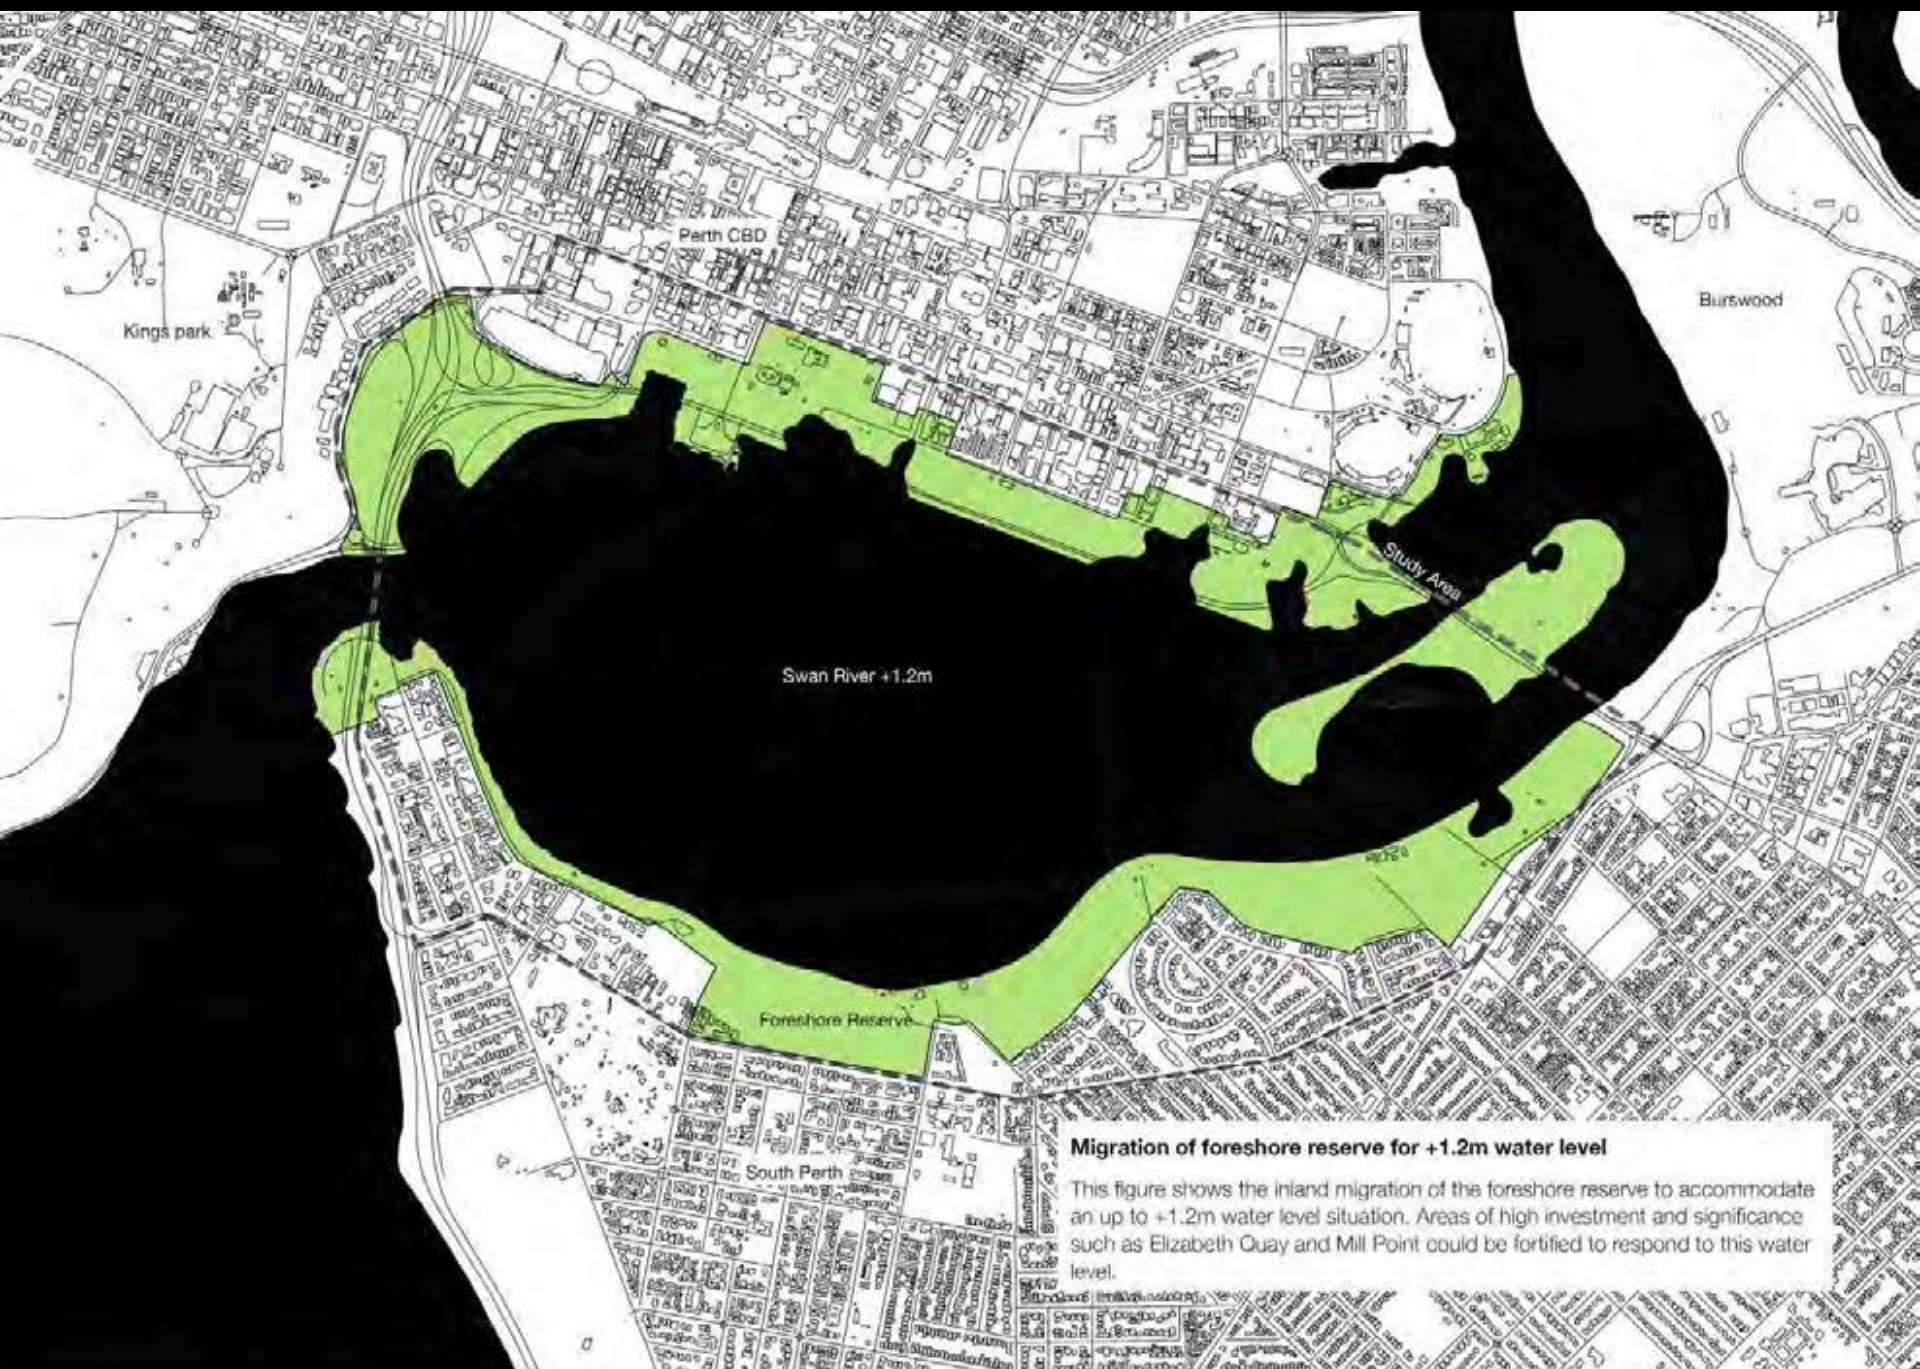 Perth CBD
Burswood
Kings park
Study Area
Swan River +1.2m
Foreshore Reserve
South Perth
Migration of foreshore reserve for +1.2m water level
This figure shows the inland migration of the foreshore reserve to accommodate
an up to +1.2m water level situation. Areas of high investment and significance
such as Elizabeth Quay and Mill Point could be fortified to respond to this water
level.